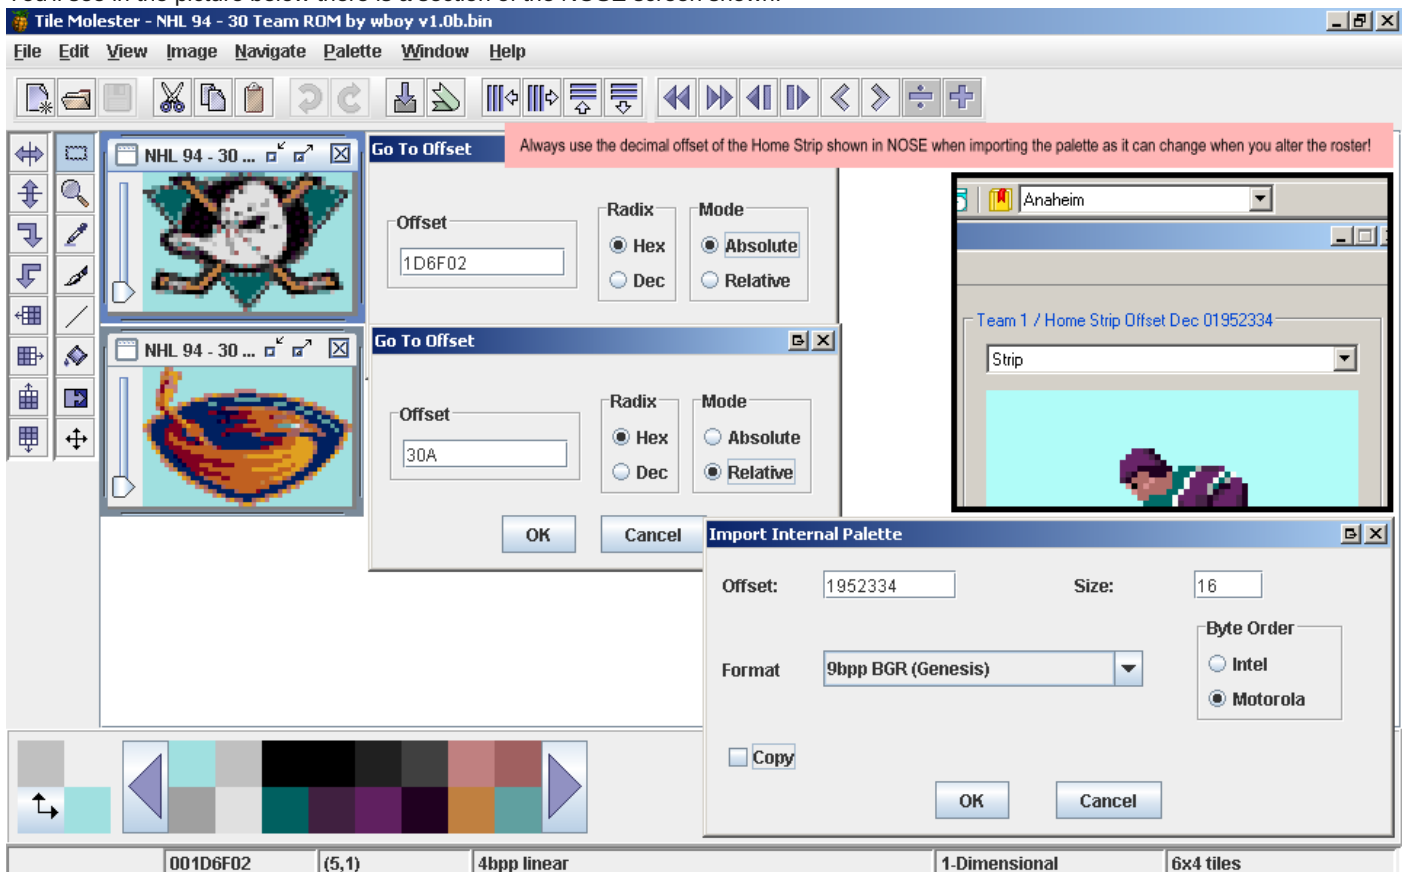 Tile Molester - NHL 94 - 30 Team ROM by wboy v1.0b.bin
File Edit View Image Navigate Palette Window Help
Always use the decimal offset of the Home Strip shown in NOSE when importing the palette as it can change when you alter the roster!
NHL 94 - 30 ...
Go To Offset
Offset
1D6F02
Radix
Hex
Dec
Mode
Absolute
Relative
Anaheim
Team 1 / Home Strip Offset Dec 01952334
Strip
NHL 94 - 30 ...
Go To Offset
Offset
30A
Radix
Hex
Dec
Mode
Absolute
Relative
OK
Cancel
Import Internal Palette
Offset:
1952334
Size:
16
Format
9bpp BGR (Genesis)
Byte Order
Intel
Motorola
Copy
OK
Cancel
001D6F02
(5,1)
4bpp linear
1-Dimensional
6x4 tiles